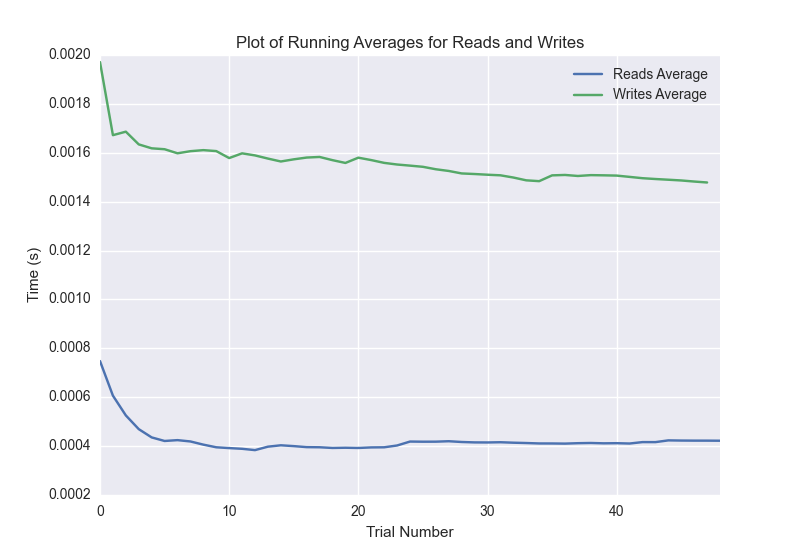 Plot of Running Averages for Reads and Writes
Reads Average
Writes Average
0.0020
0.0018
0.0016
0.0014
0.0012
0.0010
0.0008
0.0006
0.0004
0.0002
Time (s)
0 10 20 30 40
Trial Number